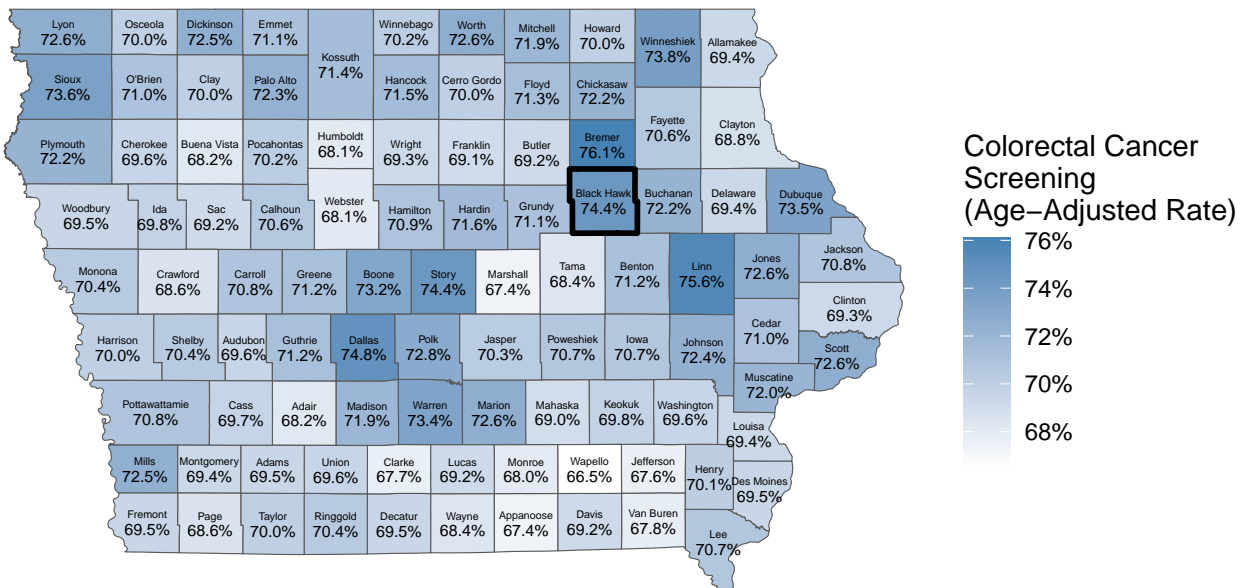 Lyon
72.6%
Osceola
70.0%
Dickinson
72.5%
Emmet
71.1%
Kossuth
71.4%
Winnebago
70.2%
Worth
72.6%
Mitchell
71.9%
Howard
70.0%
Winneshiek
73.8%
Allamakee
69.4%
Sioux
73.6%
O'Brien
71.0%
Clay
70.0%
Palo Alto
72.3%
Hancock
71.5%
Cerro Gordo
70.0%
Floyd
71.3%
Chickasaw
72.2%
Fayette
70.6%
Clayton
68.8%
Plymouth
72.2%
Cherokee
69.6%
Buena Vista
68.2%
Pocahontas
70.2%
Humboldt
68.1%
Wright
69.3%
Franklin
69.1%
Butler
69.2%
Bremer
76.1%
Woodbury
69.5%
Ida
69.8%
Sac
69.2%
Calhoun
70.6%
Webster
68.1%
Hamilton
70.9%
Hardin
71.6%
Grundy
71.1%
Black Hawk
74.4%
Buchanan
72.2%
Delaware
69.4%
Dubuque
73.5%
Monona
70.4%
Crawford
68.6%
Carroll
70.8%
Greene
71.2%
Boone
73.2%
Story
74.4%
Marshall
67.4%
Tama
68.4%
Benton
71.2%
Linn
75.6%
Jones
72.6%
Jackson
70.8%
Clinton
69.3%
Harrison
70.0%
Shelby
70.4%
Audubon
69.6%
Guthrie
71.2%
Dallas
74.8%
Polk
72.8%
Jasper
70.3%
Poweshiek
70.7%
Iowa
70.7%
Johnson
72.4%
Cedar
71.0%
Scott
72.6%
Muscatine
72.0%
Pottawattamie
70.8%
Cass
69.7%
Adair
68.2%
Madison
71.9%
Warren
73.4%
Marion
72.6%
Mahaska
69.0%
Keokuk
69.8%
Washington
69.6%
Louisa
69.4%
Mills
72.5%
Montgomery
69.4%
Adams
69.5%
Union
69.6%
Clarke
67.7%
Lucas
69.2%
Monroe
68.0%
Wapello
66.5%
Jefferson
67.6%
Henry
70.1%
Des Moines
69.5%
Fremont
69.5%
Page
68.6%
Taylor
70.0%
Ringgold
70.4%
Decatur
69.5%
Wayne
68.4%
Appanoose
67.4%
Davis
69.2%
Van Buren
67.8%
Lee
70.7%
Colorectal Cancer
Screening
(Age−Adjusted Rate)
76%
74%
72%
70%
68%